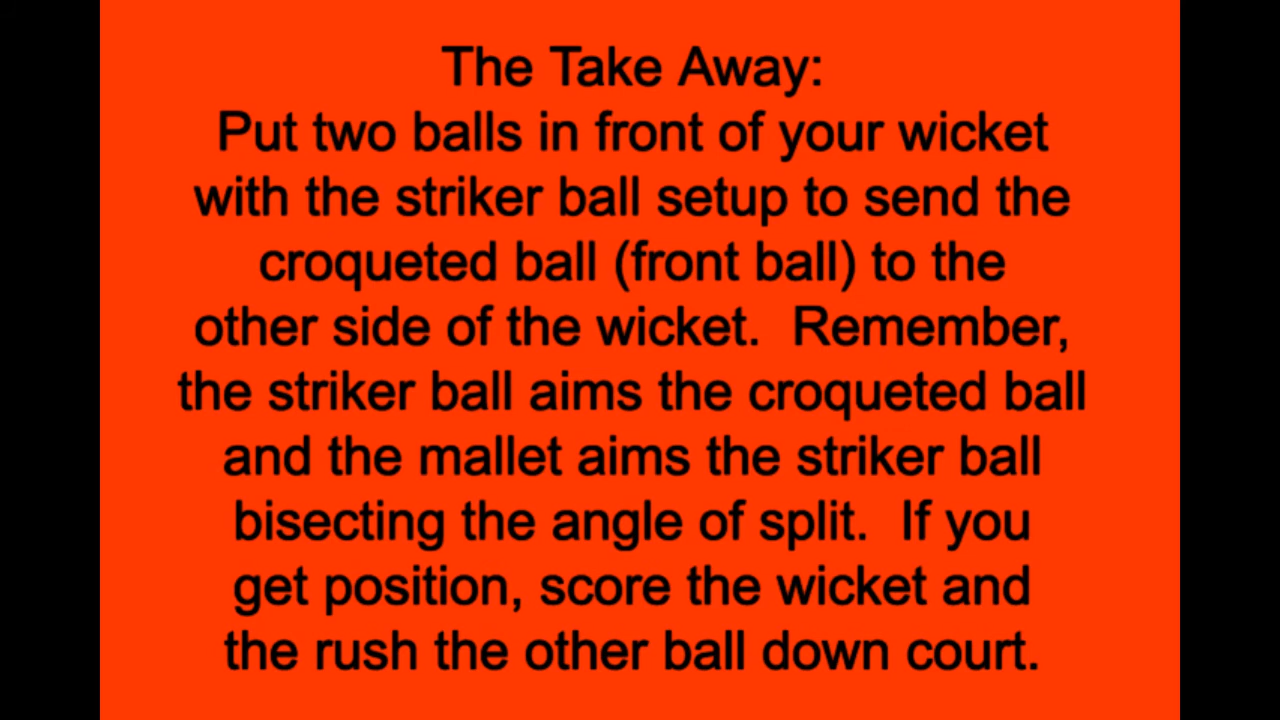 The Take Away:
Put two balls in front of your wicket
with the striker ball setup to send the
croqueted ball (front ball) to the
other side of the wicket.  Remember,
the striker ball aims the croqueted ball
and the mallet aims the striker ball
bisecting the angle of split.  If you
get position, score the wicket and
the rush the other ball down court.